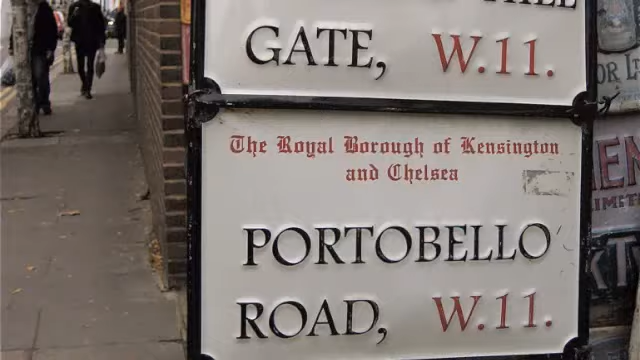 GATE, W.11.
The Royal Borough of Kensington
and Chelsea
PORTOBELLO
ROAD, W.11.